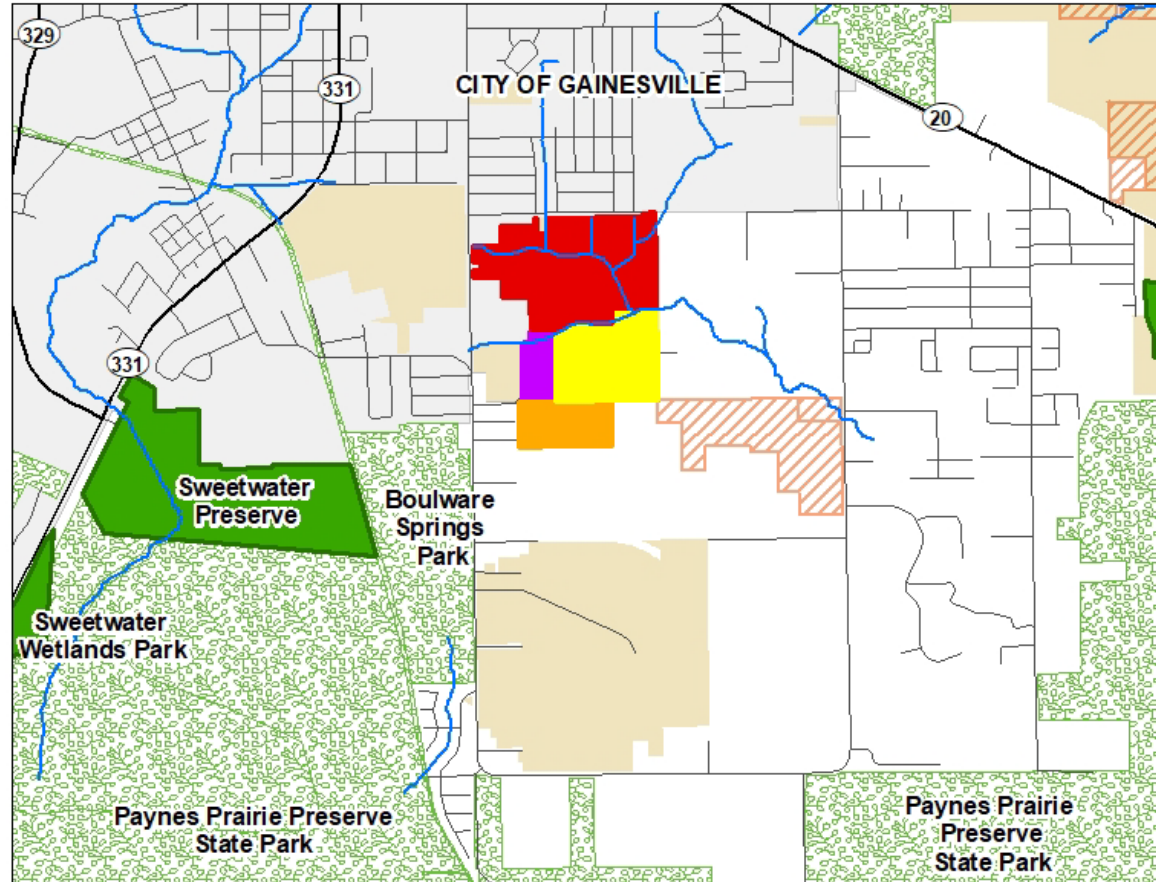 329
331
CITY OF GAINESVILLE
20
331
Sweetwater
Preserve
Boulware
Springs
Park
Sweetwater
Wetlands Park
Paynes Prairie Preserve
State Park
Paynes Prairie
Preserve
State Park